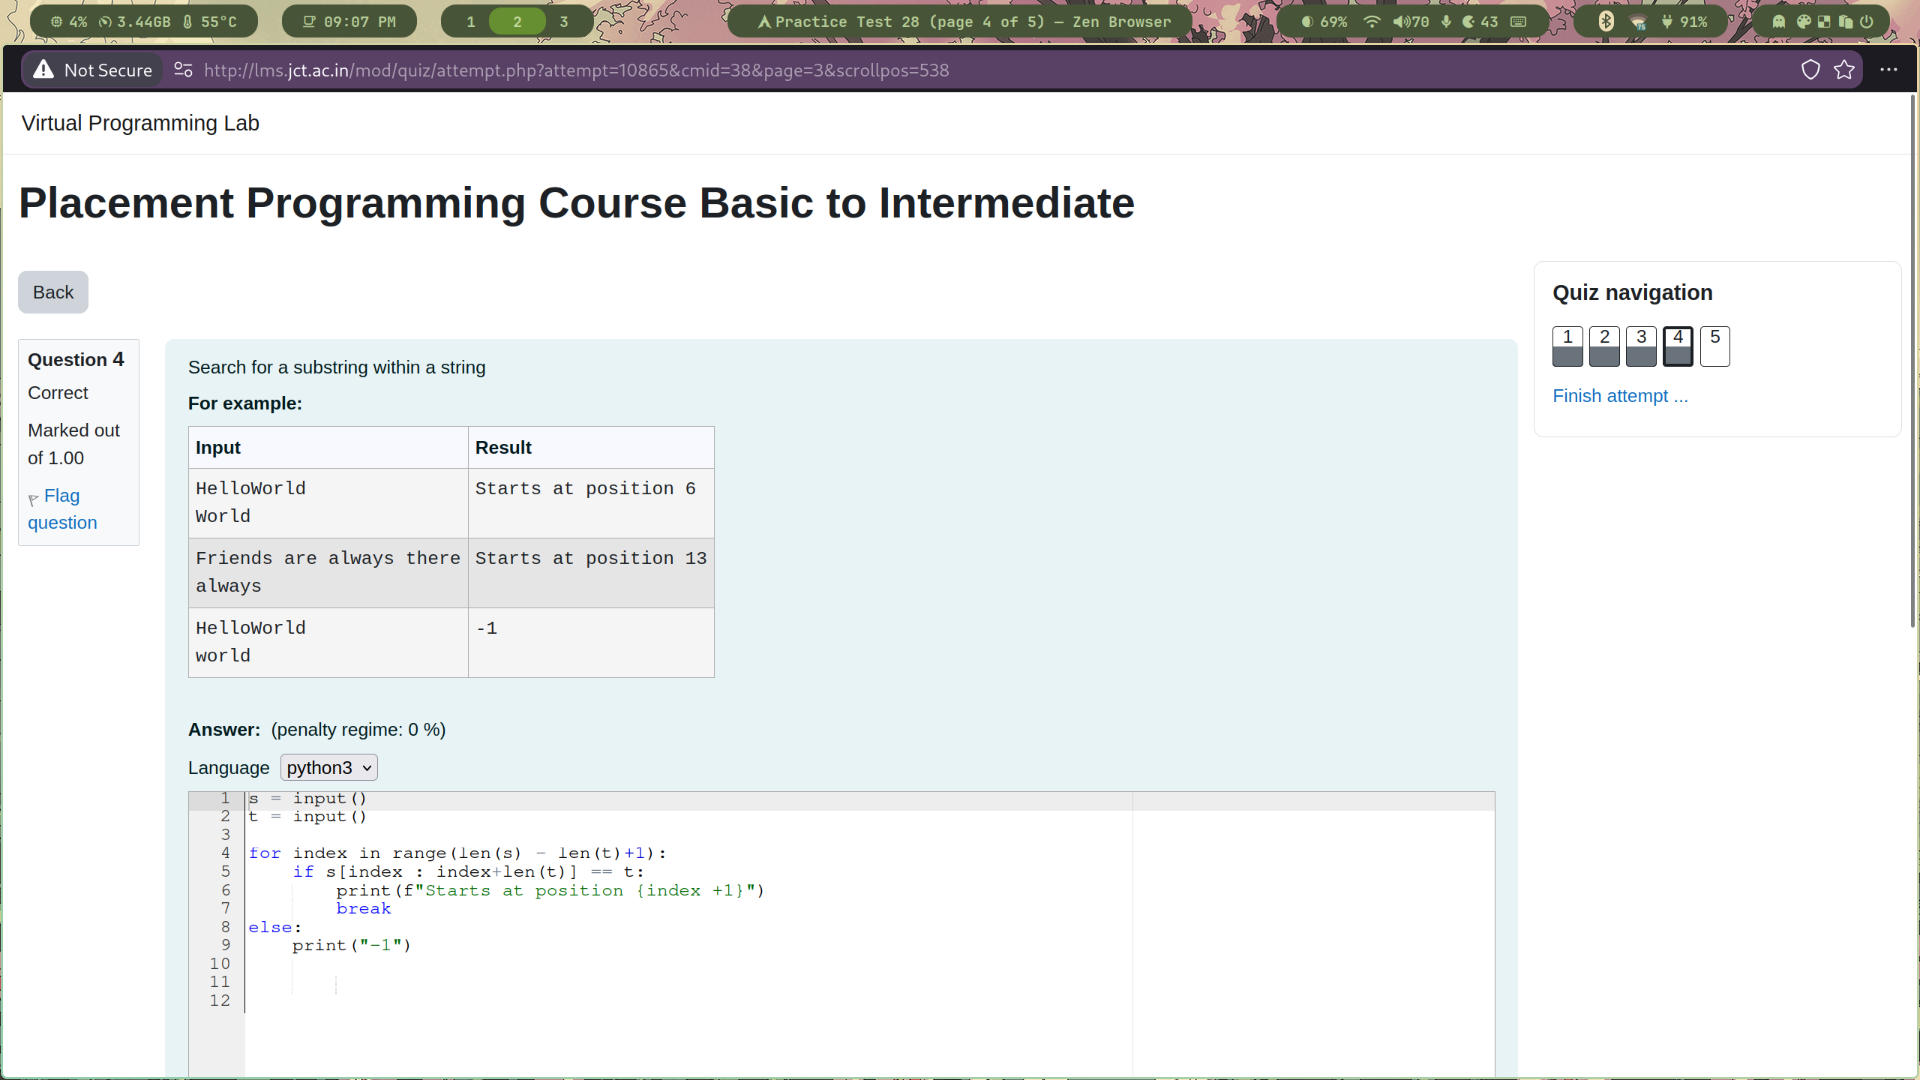 4% 3.44GB 55°C 09:07 PM 1 2 3 Practice Test 28 (page 4 of 5) — Zen Browser 69% 70 43 91%
Not Secure http://lms.jct.ac.in/mod/quiz/attempt.php?attempt=10865&cmid=38&page=3&scrollpos=538
Virtual Programming Lab
Placement Programming Course Basic to Intermediate
Back
Question 4
Correct
Marked out
of 1.00
Flag
question
Search for a substring within a string
For example:
Input Result
HelloWorld Starts at position 6
World
Friends are always there Starts at position 13
always
HelloWorld -1
world
Answer: (penalty regime: 0 %)
Language python3
1 s = input()
2 t = input()
3
4 for index in range(len(s) - len(t)+1):
5 if s[index : index+len(t)] == t:
6 print(f"Starts at position {index +1}")
7 break
8 else:
9 print("-1")
10
11
12
Quiz navigation
1 2 3 4 5
Finish attempt ...